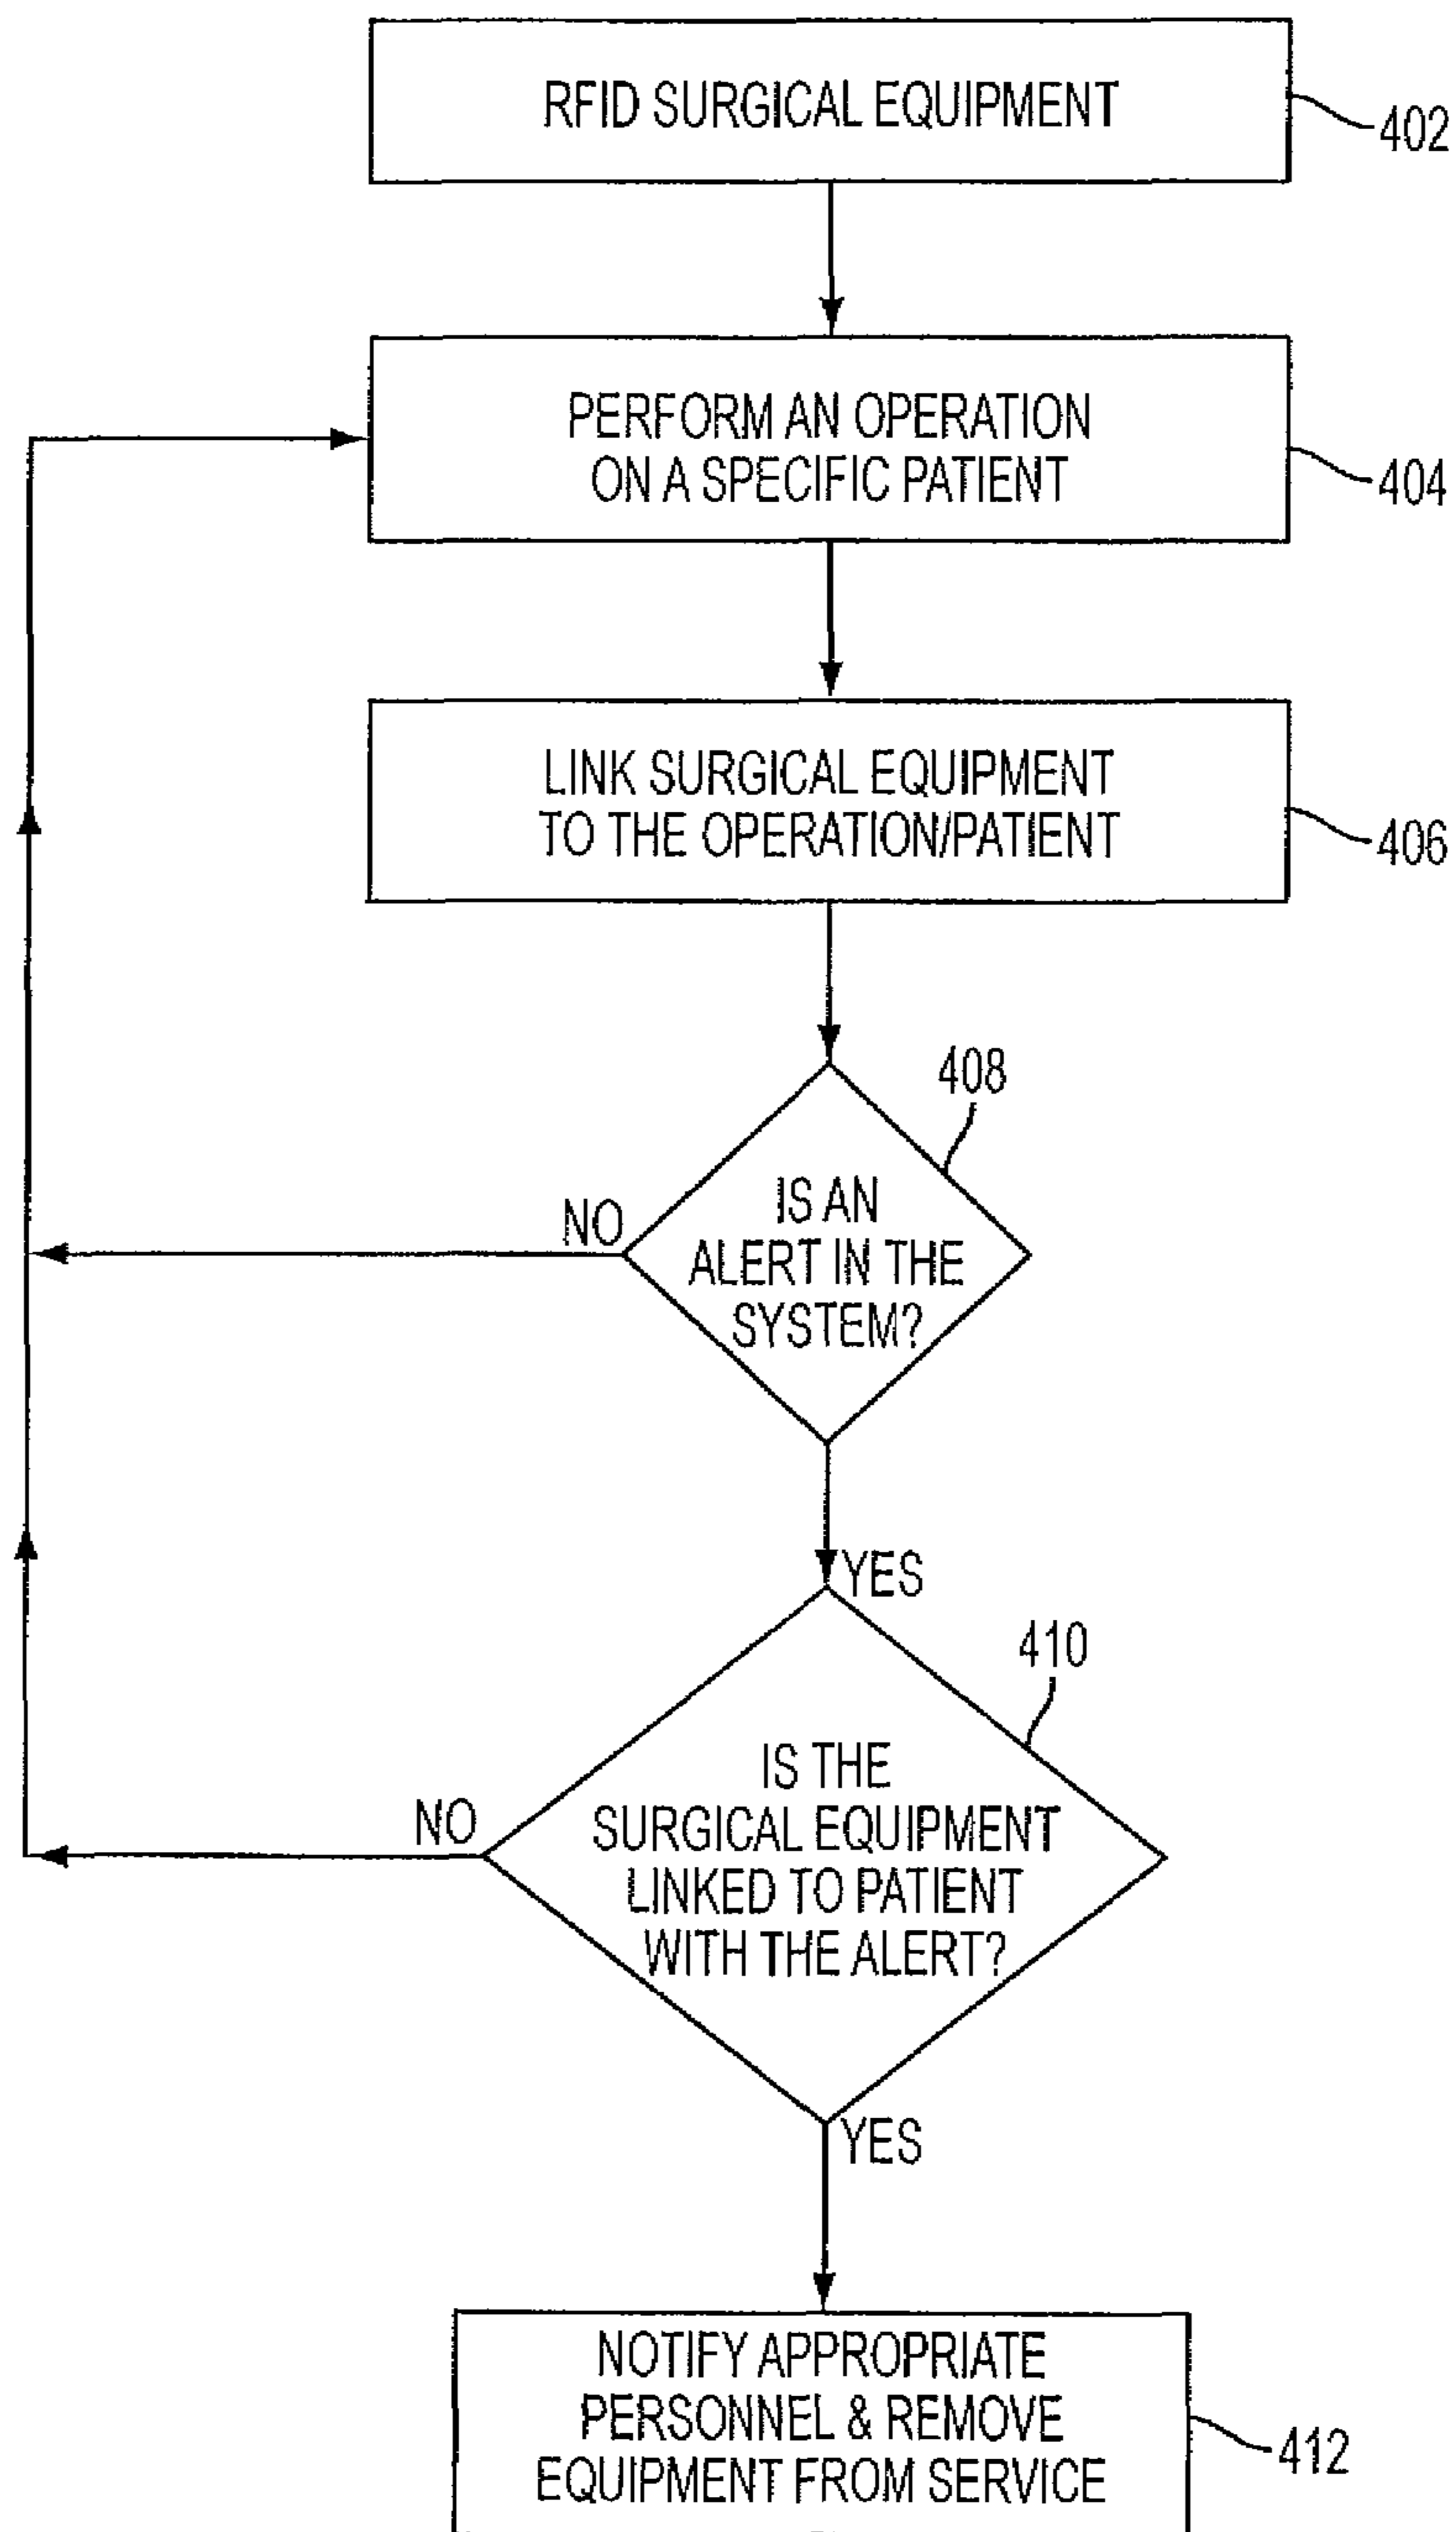 RFID SURGICAL EQUIPMENT
402
PERFORM AN OPERATION
ON A SPECIFIC PATIENT
404
LINK SURGICAL EQUIPMENT
TO THE OPERATION/PATIENT
406
408
IS AN
ALERT IN THE
SYSTEM?
NO
YES
410
IS THE
SURGICAL EQUIPMENT
LINKED TO PATIENT
WITH THE ALERT?
NO
YES
NOTIFY APPROPRIATE
PERSONNEL & REMOVE
EQUIPMENT FROM SERVICE
412